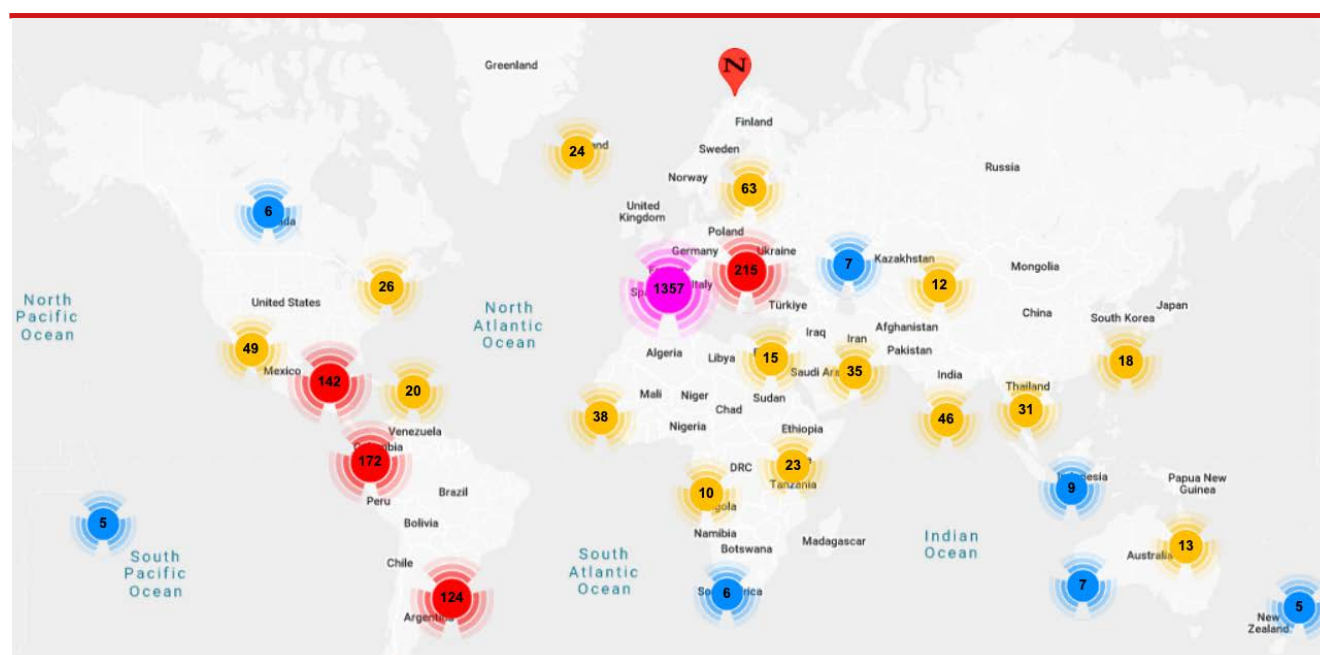 Greenland
N
Finland
24
Sweden
Russia
Norway
63
6
United
Kingdom
Poland
Germany
Ukraine
215
7
Kazakhstan
12
Mongolia
26
1357
Italy
North
Pacific
Ocean
United States
North
Atlantic
Ocean
Türkiye
China
South Korea
Japan
49
Iraq
Iran
Afghanistan
Pakistan
Algeria
Libya
15
Saudi
35
18
Mexico
142
20
India
Thailand
Mali
Niger
Sudan
Chad
38
Nigeria
Ethiopia
46
31
Venezuela
172
DRC
23
Tanzania
Peru
Brazil
10
9
Papua New
Guinea
5
Bolivia
Namibia
Botswana
Madagascar
Indian
Ocean
Australia
13
South
Pacific
Ocean
Chile
South
Atlantic
Ocean
124
6
7
5
New
Zealand